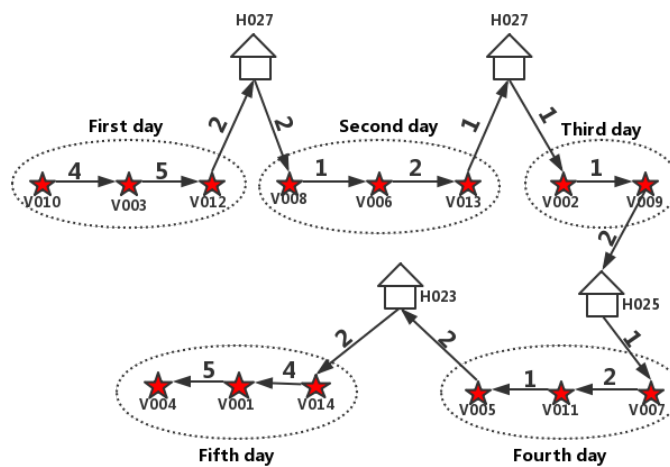 H027
H027
First day
Second day
Third day
2
2
1
1
4
5
1
2
1
V010
V003
V012
V008
V006
V013
V002
V009
2
H023
H025
2
2
1
5
4
1
2
V004
V001
V014
V005
V011
V007
Fifth day
Fourth day